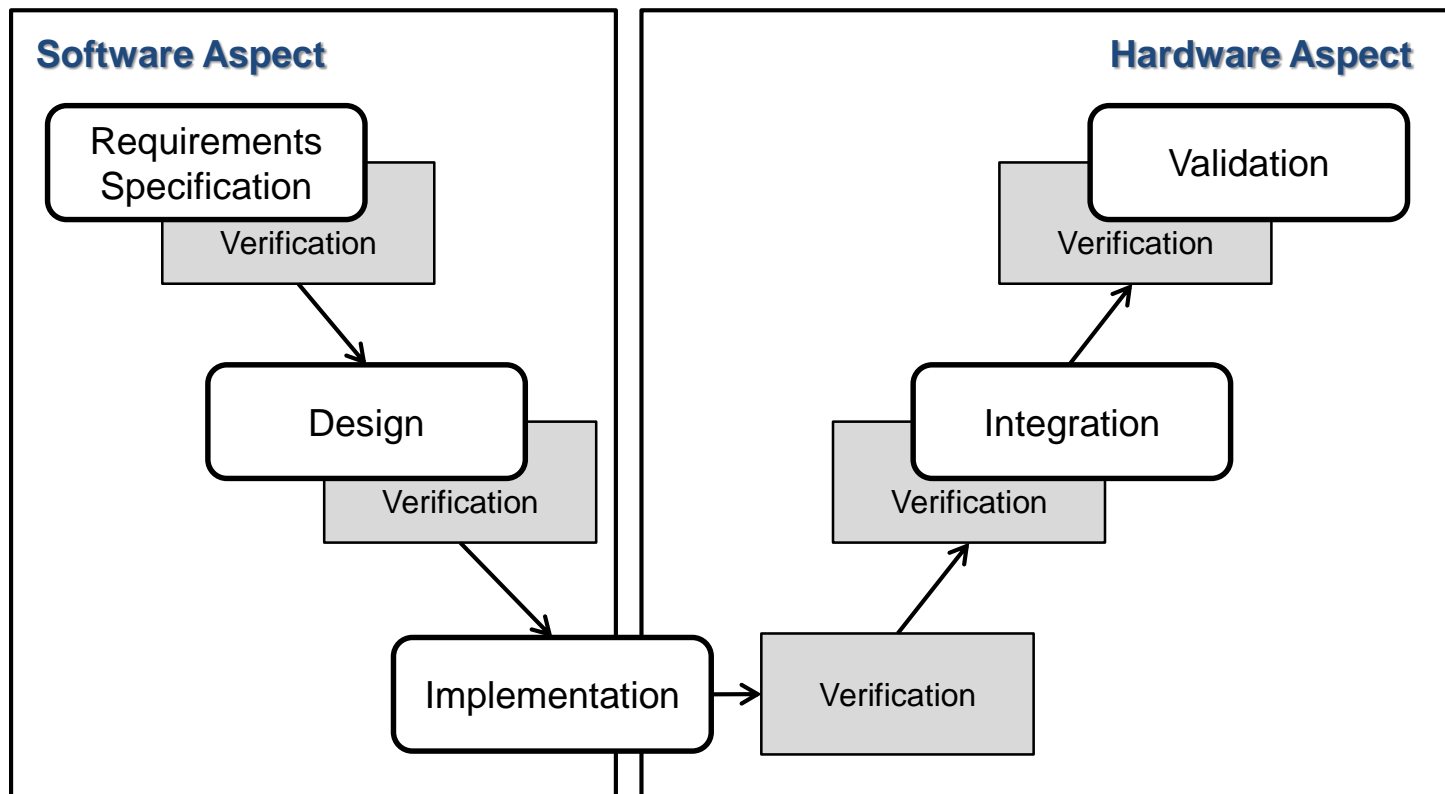 Software Aspect
Hardware Aspect
Requirements
Specification
Verification
Validation
Verification
Design
Verification
Integration
Verification
Implementation
Verification